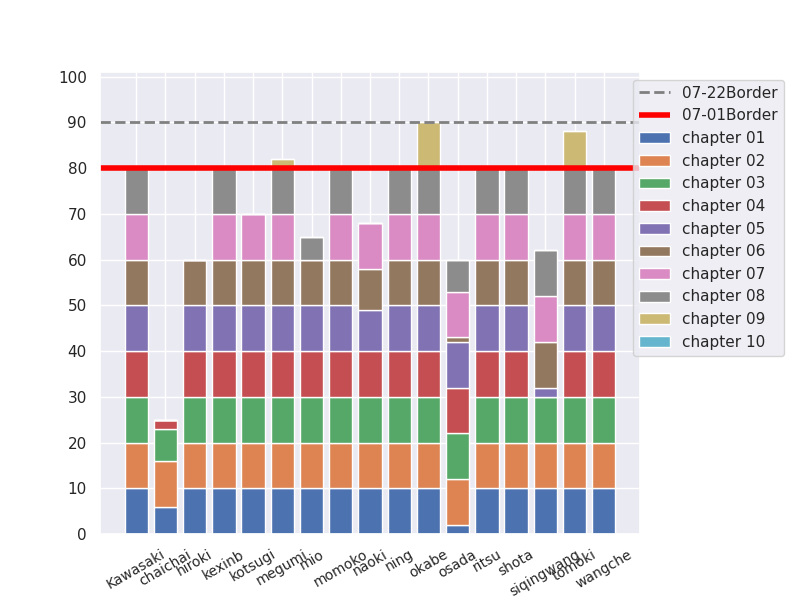 100
90
80
70
60
50
40
30
20
10
0
Kawasaki
chaichai
hiroki
kexinb
kotsugi
megumi
mio
momoko
naoki
ning
okabe
osada
ritsu
shota
siqingwang
tomoki
wangche
07-22Border
07-01Border
chapter 01
chapter 02
chapter 03
chapter 04
chapter 05
chapter 06
chapter 07
chapter 08
chapter 09
chapter 10